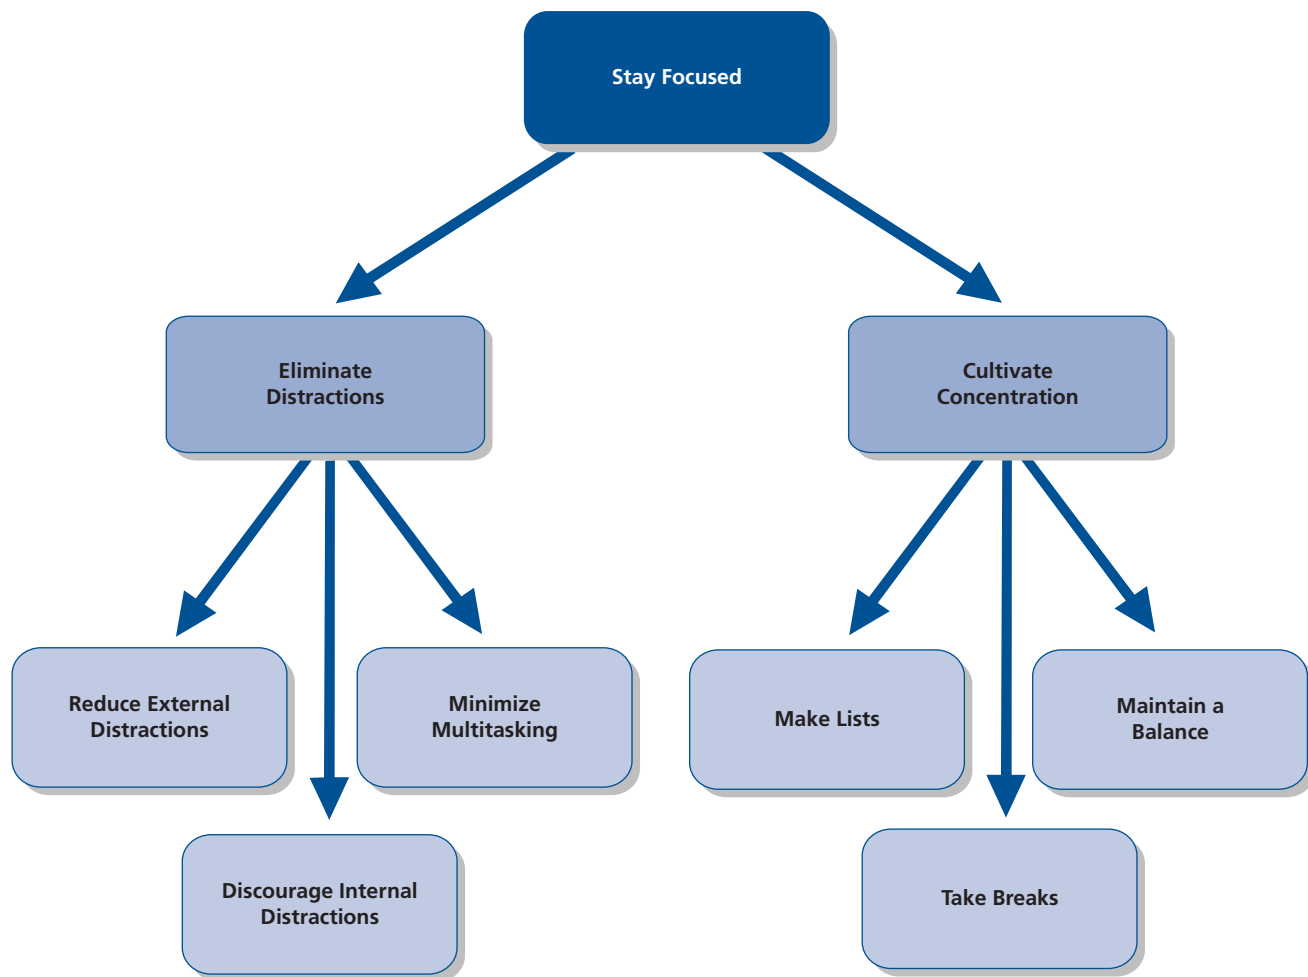 Stay Focused
Eliminate
Distractions
Cultivate
Concentration
Reduce External
Distractions
Minimize
Multitasking
Make Lists
Maintain a
Balance
Discourage Internal
Distractions
Take Breaks